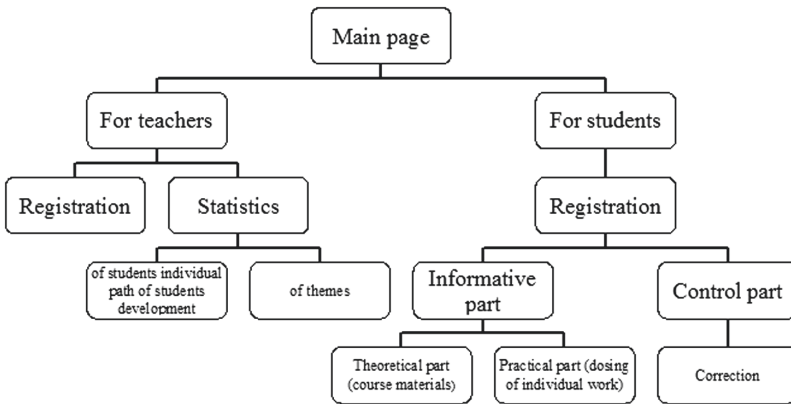 Main page
For teachers
For students
Registration
Statistics
Registration
of students individual
path of students
development
of themes
Informative
part
Control part
Theoretical part
(course materials)
Practical part (dosing
of individual work)
Correction